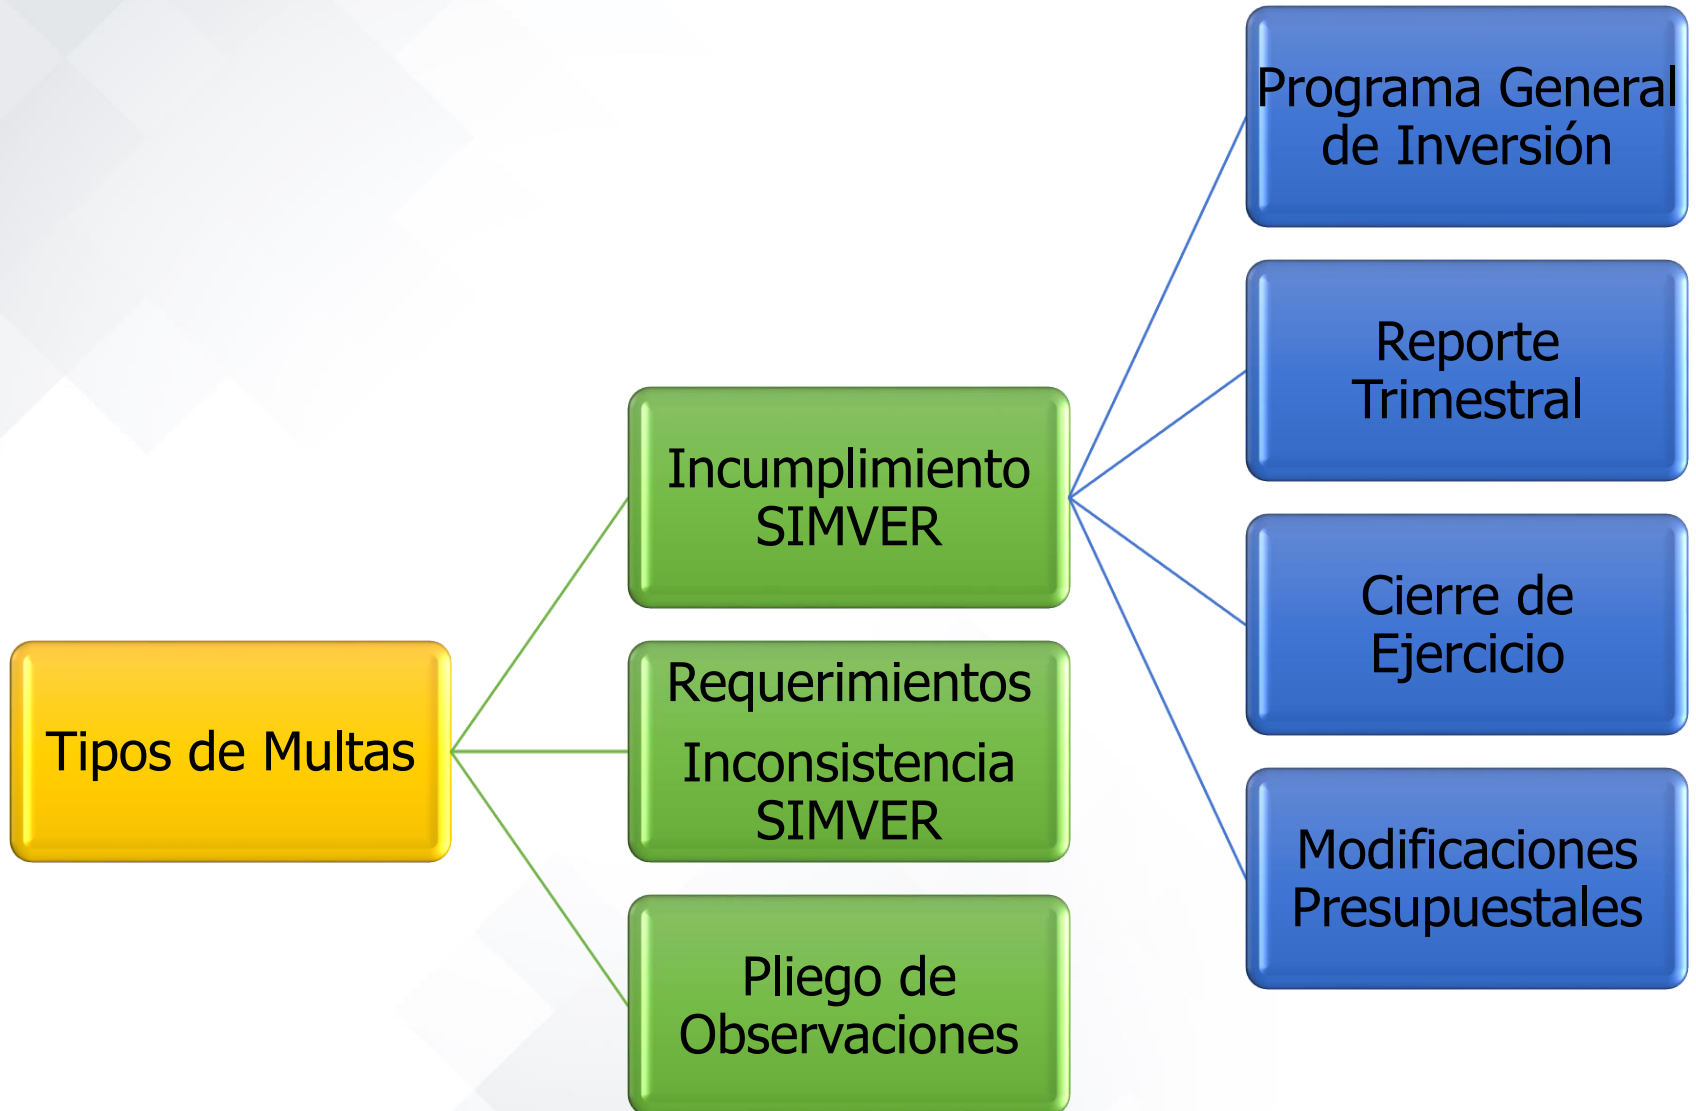 Tipos de Multas
Incumplimiento
SIMVER
Requerimientos
Inconsistencia
SIMVER
Pliego de
Observaciones
Programa General
de Inversión
Reporte
Trimestral
Cierre de
Ejercicio
Modificaciones
Presupuestales